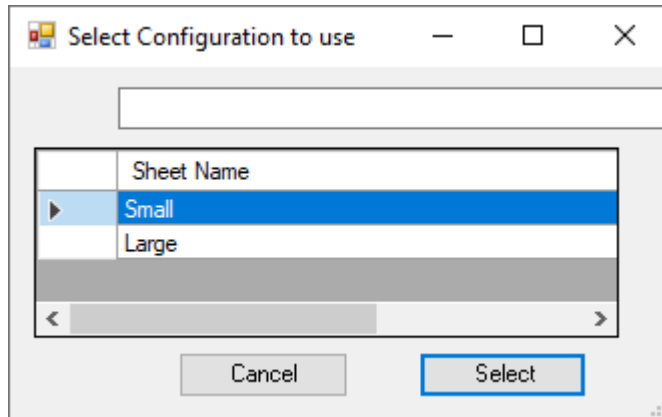 Select Configuration to use
Sheet Name
Small
Large
Cancel Select